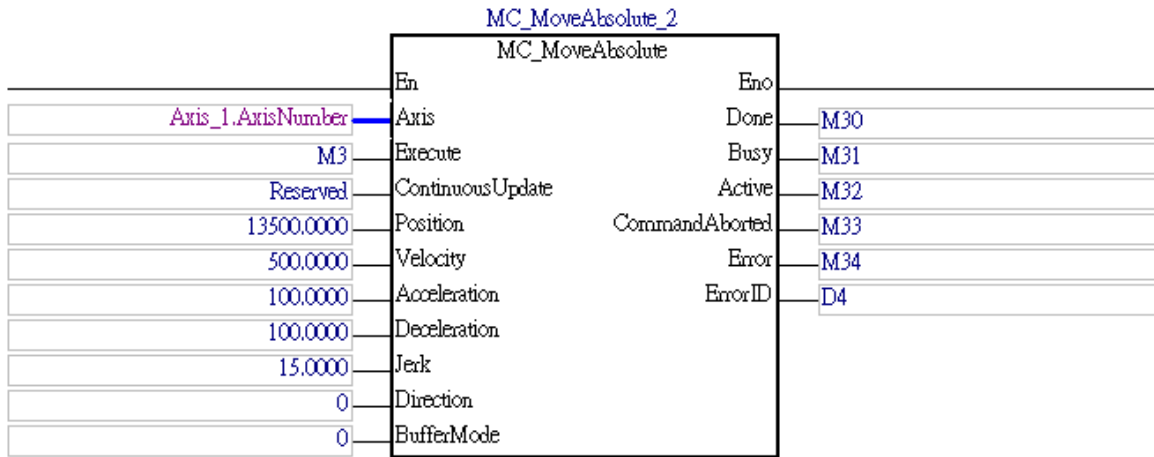 MC_MoveAbsolute_2
MC_MoveAbsolute
En Eno
Axis_1.AxisNumber Axis Done M30
M3 Execute Busy M31
Reserved ContinuousUpdate Active M32
13500.0000 Position CommandAborted M33
500.0000 Velocity Error M34
100.0000 Acceleration ErrorID D4
100.0000 Deceleration
15.0000 Jerk
0 Direction
0 BufferMode